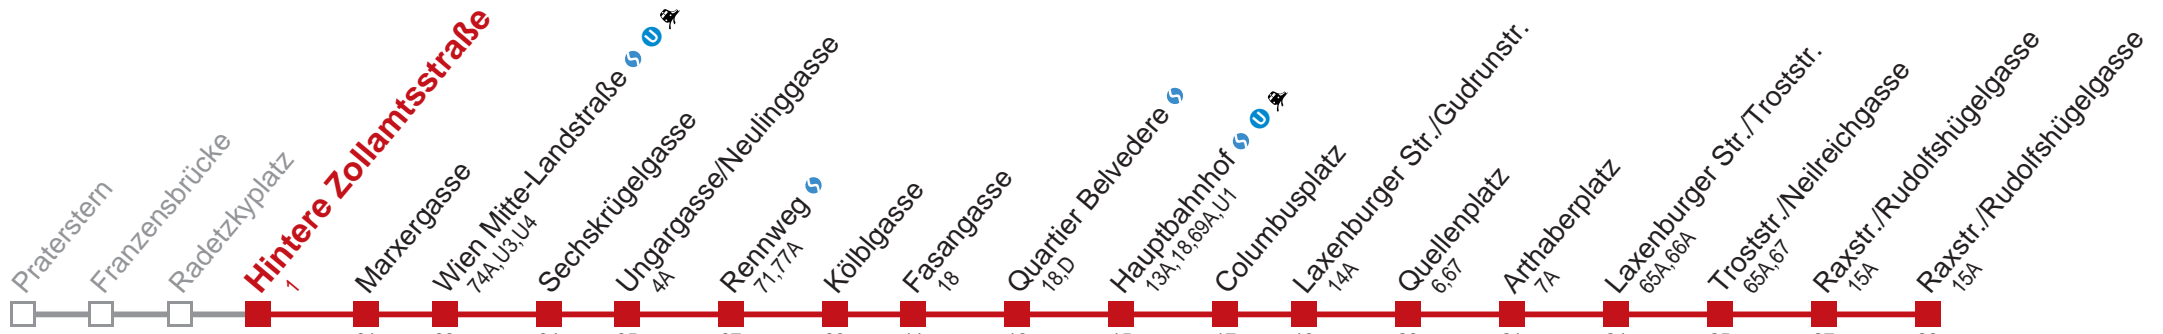 Praterstern
Franzensbrücke
Radetzkyplatz
Hintere Zollamtsstraße
1
Marxergasse
Wien Mitte-Landstraße S U
74A,U3,U4
Sechskrügelgasse
Ungargasse/Neulinggasse
4A
Rennweg S
71,77A
Kölblgasse
Fasangasse
18
Quartier Belvedere S
18,D
Hauptbahnhof S U
13A,18,69A,U1
Columbusplatz
Laxenburger Str./Gudrunstr.
14A
Quellenplatz
6,67
Arthaberplatz
7A
Laxenburger Str./Troststr.
65A,66A
Troststr./Neilreichgasse
65A,67
Raxstr./Rudolfshügelgasse
15A
Raxstr./Rudolfshügelgasse
15A